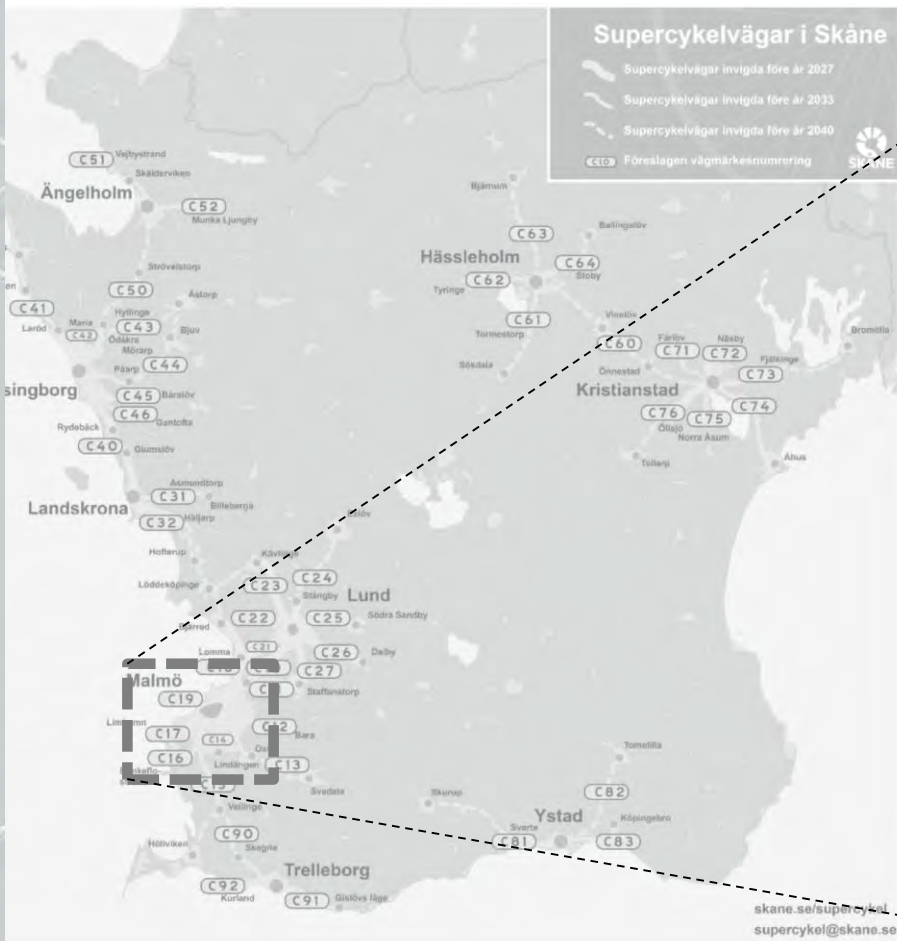 Supercykelvägar i Skåne
Supercykelvägar invigda före år 2027
Supercykelvägar invigda före år 2033
Supercykelvägar invigda före år 2040
C10 Föreslagen vägmärkesnumrering
SKÅNE
C51 Vejbystrand
Skälderviken
Ängelholm
C52
Munka Ljungby
Bjärnum
Ballingslöv
C63
Hässleholm
C64
Stoby
C62
Tyringe
Strövelstorp
C50
Åstorp
C41
Laröd
Maria
C42
Hyllinge
C43
Ödåkra
Bjuv
Mörarp
C44
Påarp
singborg
C45 Bårslöv
C46 Gantofta
Rydebäck
C40 Glumslöv
C61
Tormestorp
Sösdala
Vinslöv
C60
Färlöv
C71
Näsby
C72
Bromölla
Fjälkinge
C73
Önnestad
Kristianstad
C74
C76
C75
Öllsjö
Norra Åsum
Tollarp
Åhus
Asmundtorp
C31
Billeberga
Landskrona
C32
Häljarp
Hofterup
Eslöv
Kävlinge
Löddeköpinge
C23
C24
Stångby
Lund
C22
C25
Södra Sandby
Bjärred
C21
Lomma
C26
Dalby
C27
Staffanstorp
Malmö
C19
C17
C14
C12
Bara
C16
Lindängen
C13
Svedala
C15
Vellinge
C90
Skegrie
Höllviken
Trelleborg
C92
Kurland
C91
Gislövs läge
Skurup
Tomelilla
C82
Ystad
Köpingebro
Svarte
C81
C83
skane.se/supercykel
supercykel@skane.se